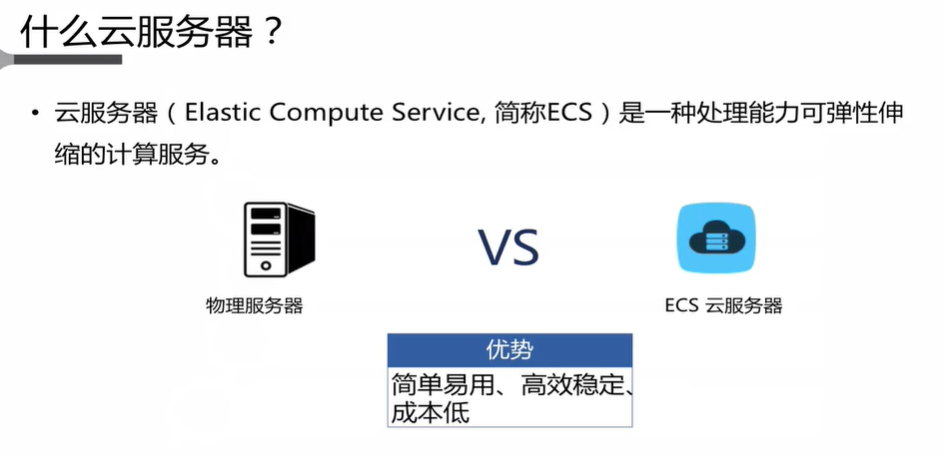 什么云服务器？
• 云服务器（Elastic Compute Service, 简称ECS）是一种处理能力可弹性伸
缩的计算服务。
VS
物理服务器
ECS 云服务器
优势
简单易用、高效稳定、
成本低